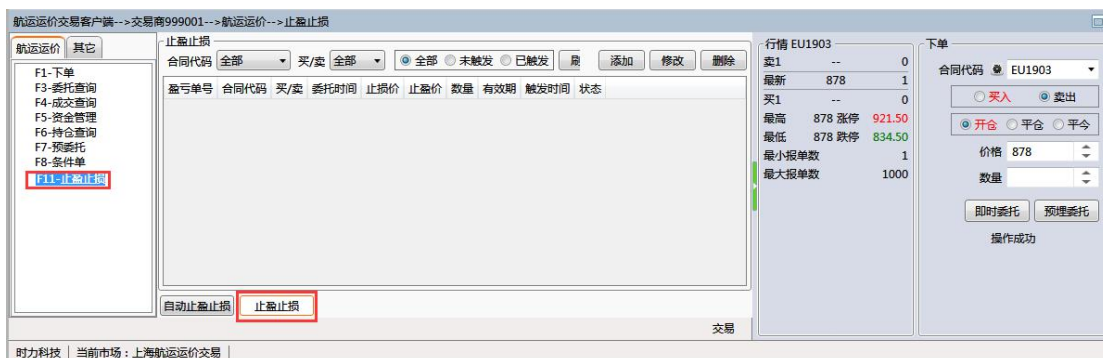 航运运价交易客户端-->交易商999001-->航运运价-->止盈止损
航运运价 其它
F1-下单
F3-委托查询
F4-成交查询
F5-资金管理
F6-持仓查询
F7-预委托
F8-条件单
F11-止盈止损
止盈止损
合同代码 全部 买/卖 全部 全部 未触发 已触发 添加 修改 删除
盈亏单号 合同代码 买/卖 委托时间 止损价 止盈价 数量 有效期 触发时间 状态
自动止盈止损 止盈止损
交易
行情 EU1903
卖1 -- 0
最新 878 1
买1 -- 0
最高 878 涨停 921.50
最低 878 跌停 834.50
最小报单数 1
最大报单数 1000
下单
合同代码 EU1903
买入 卖出
开仓 平仓 平今
价格 878
数量
即时委托 预埋委托
操作成功
时力科技 当前市场：上海航运运价交易